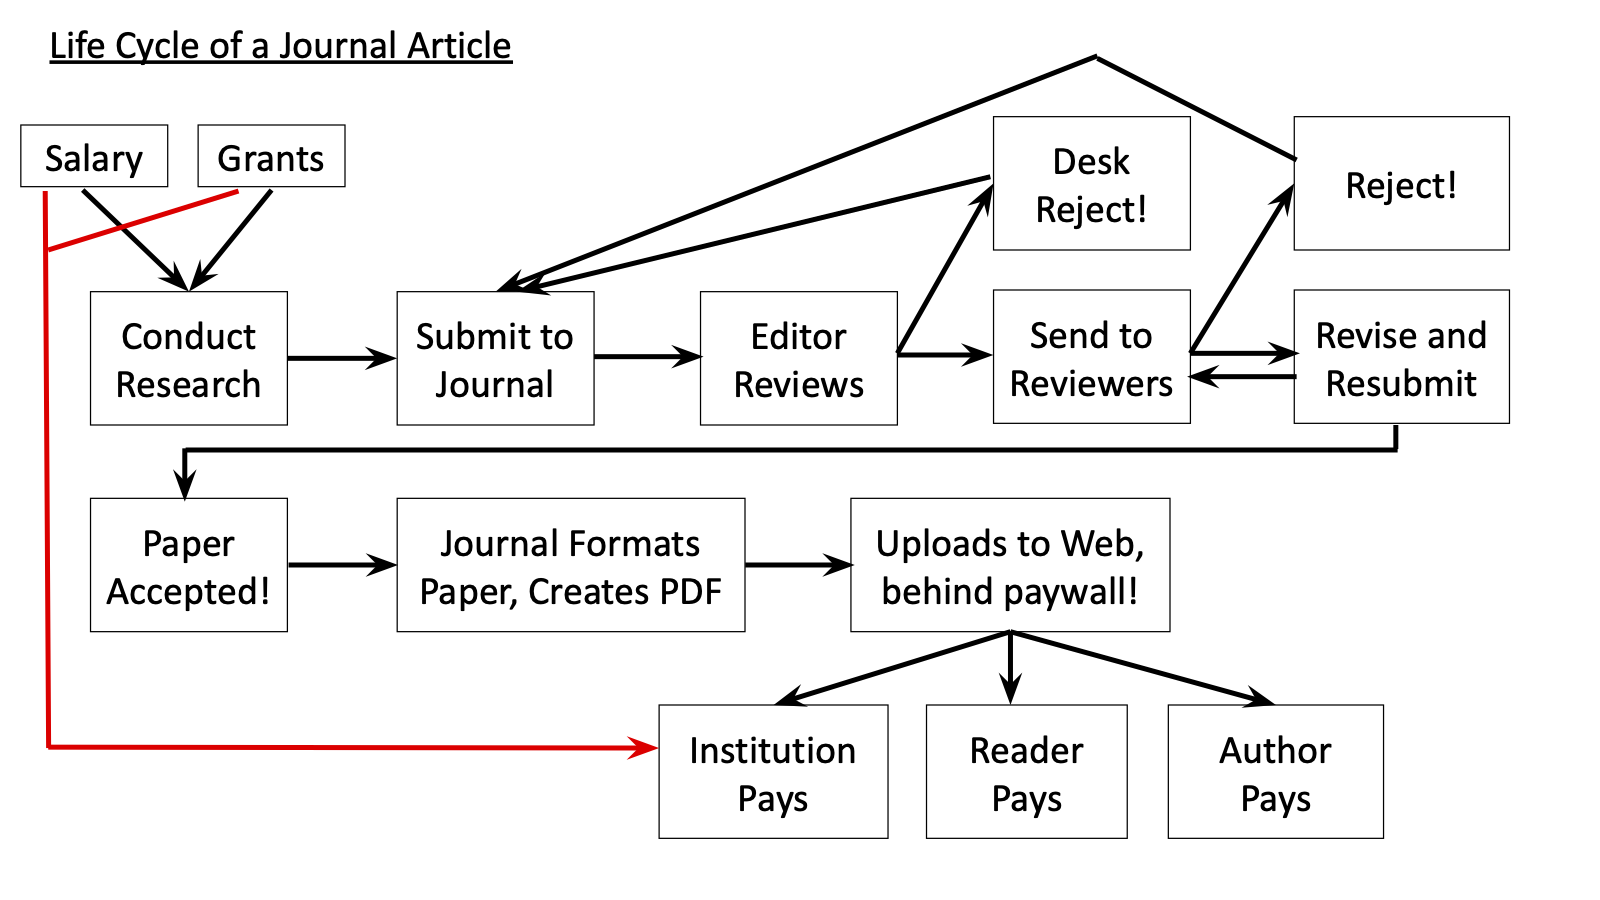 Life Cycle of a Journal Article
Salary
Grants
Desk
Reject!
Reject!
Conduct
Research
Submit to
Journal
Editor
Reviews
Send to
Reviewers
Revise and
Resubmit
Paper
Accepted!
Journal Formats
Paper, Creates PDF
Uploads to Web,
behind paywall!
Institution
Pays
Reader
Pays
Author
Pays